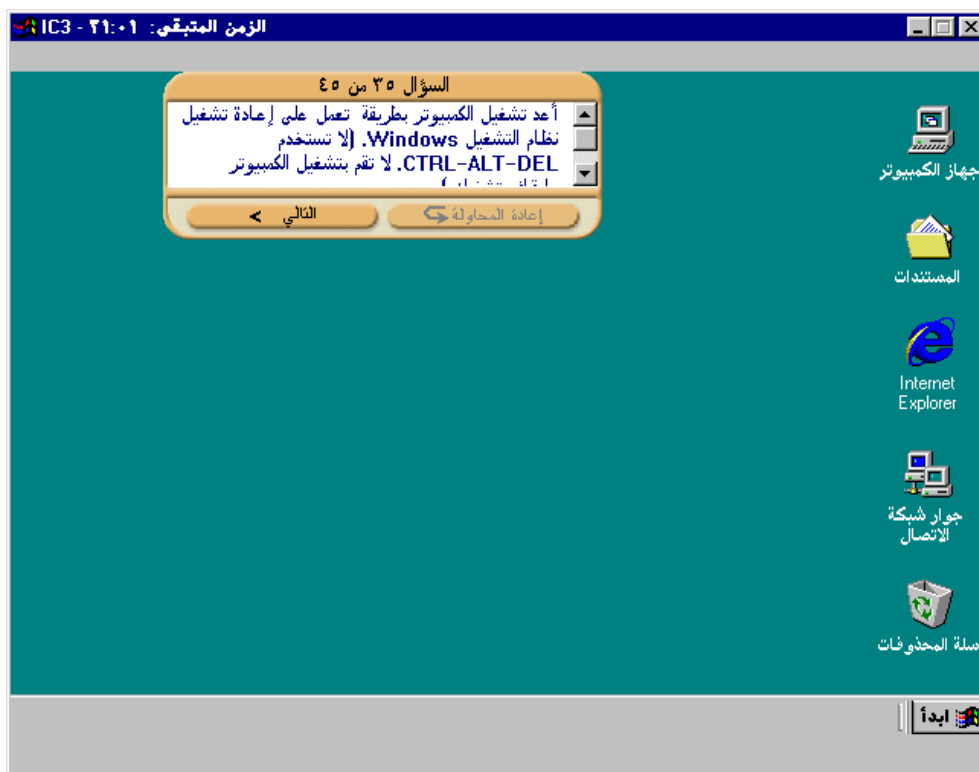 الزمن المتبقي: ٣١:٠١ - IC3
السؤال ٣٥ من ٤٥
أعد تشغيل الكمبيوتر بطريقة تعمل على إعادة تشغيل
نظام التشغيل Windows. (لا تستخدم
CTRL-ALT-DEL. لا تقم بتشغيل الكمبيوتر
إعادة المحاولة
التالي >
جهاز الكمبيوتر
المستندات
Internet
Explorer
جوار شبكة
الاتصال
سلة المحذوفات
ابدأ